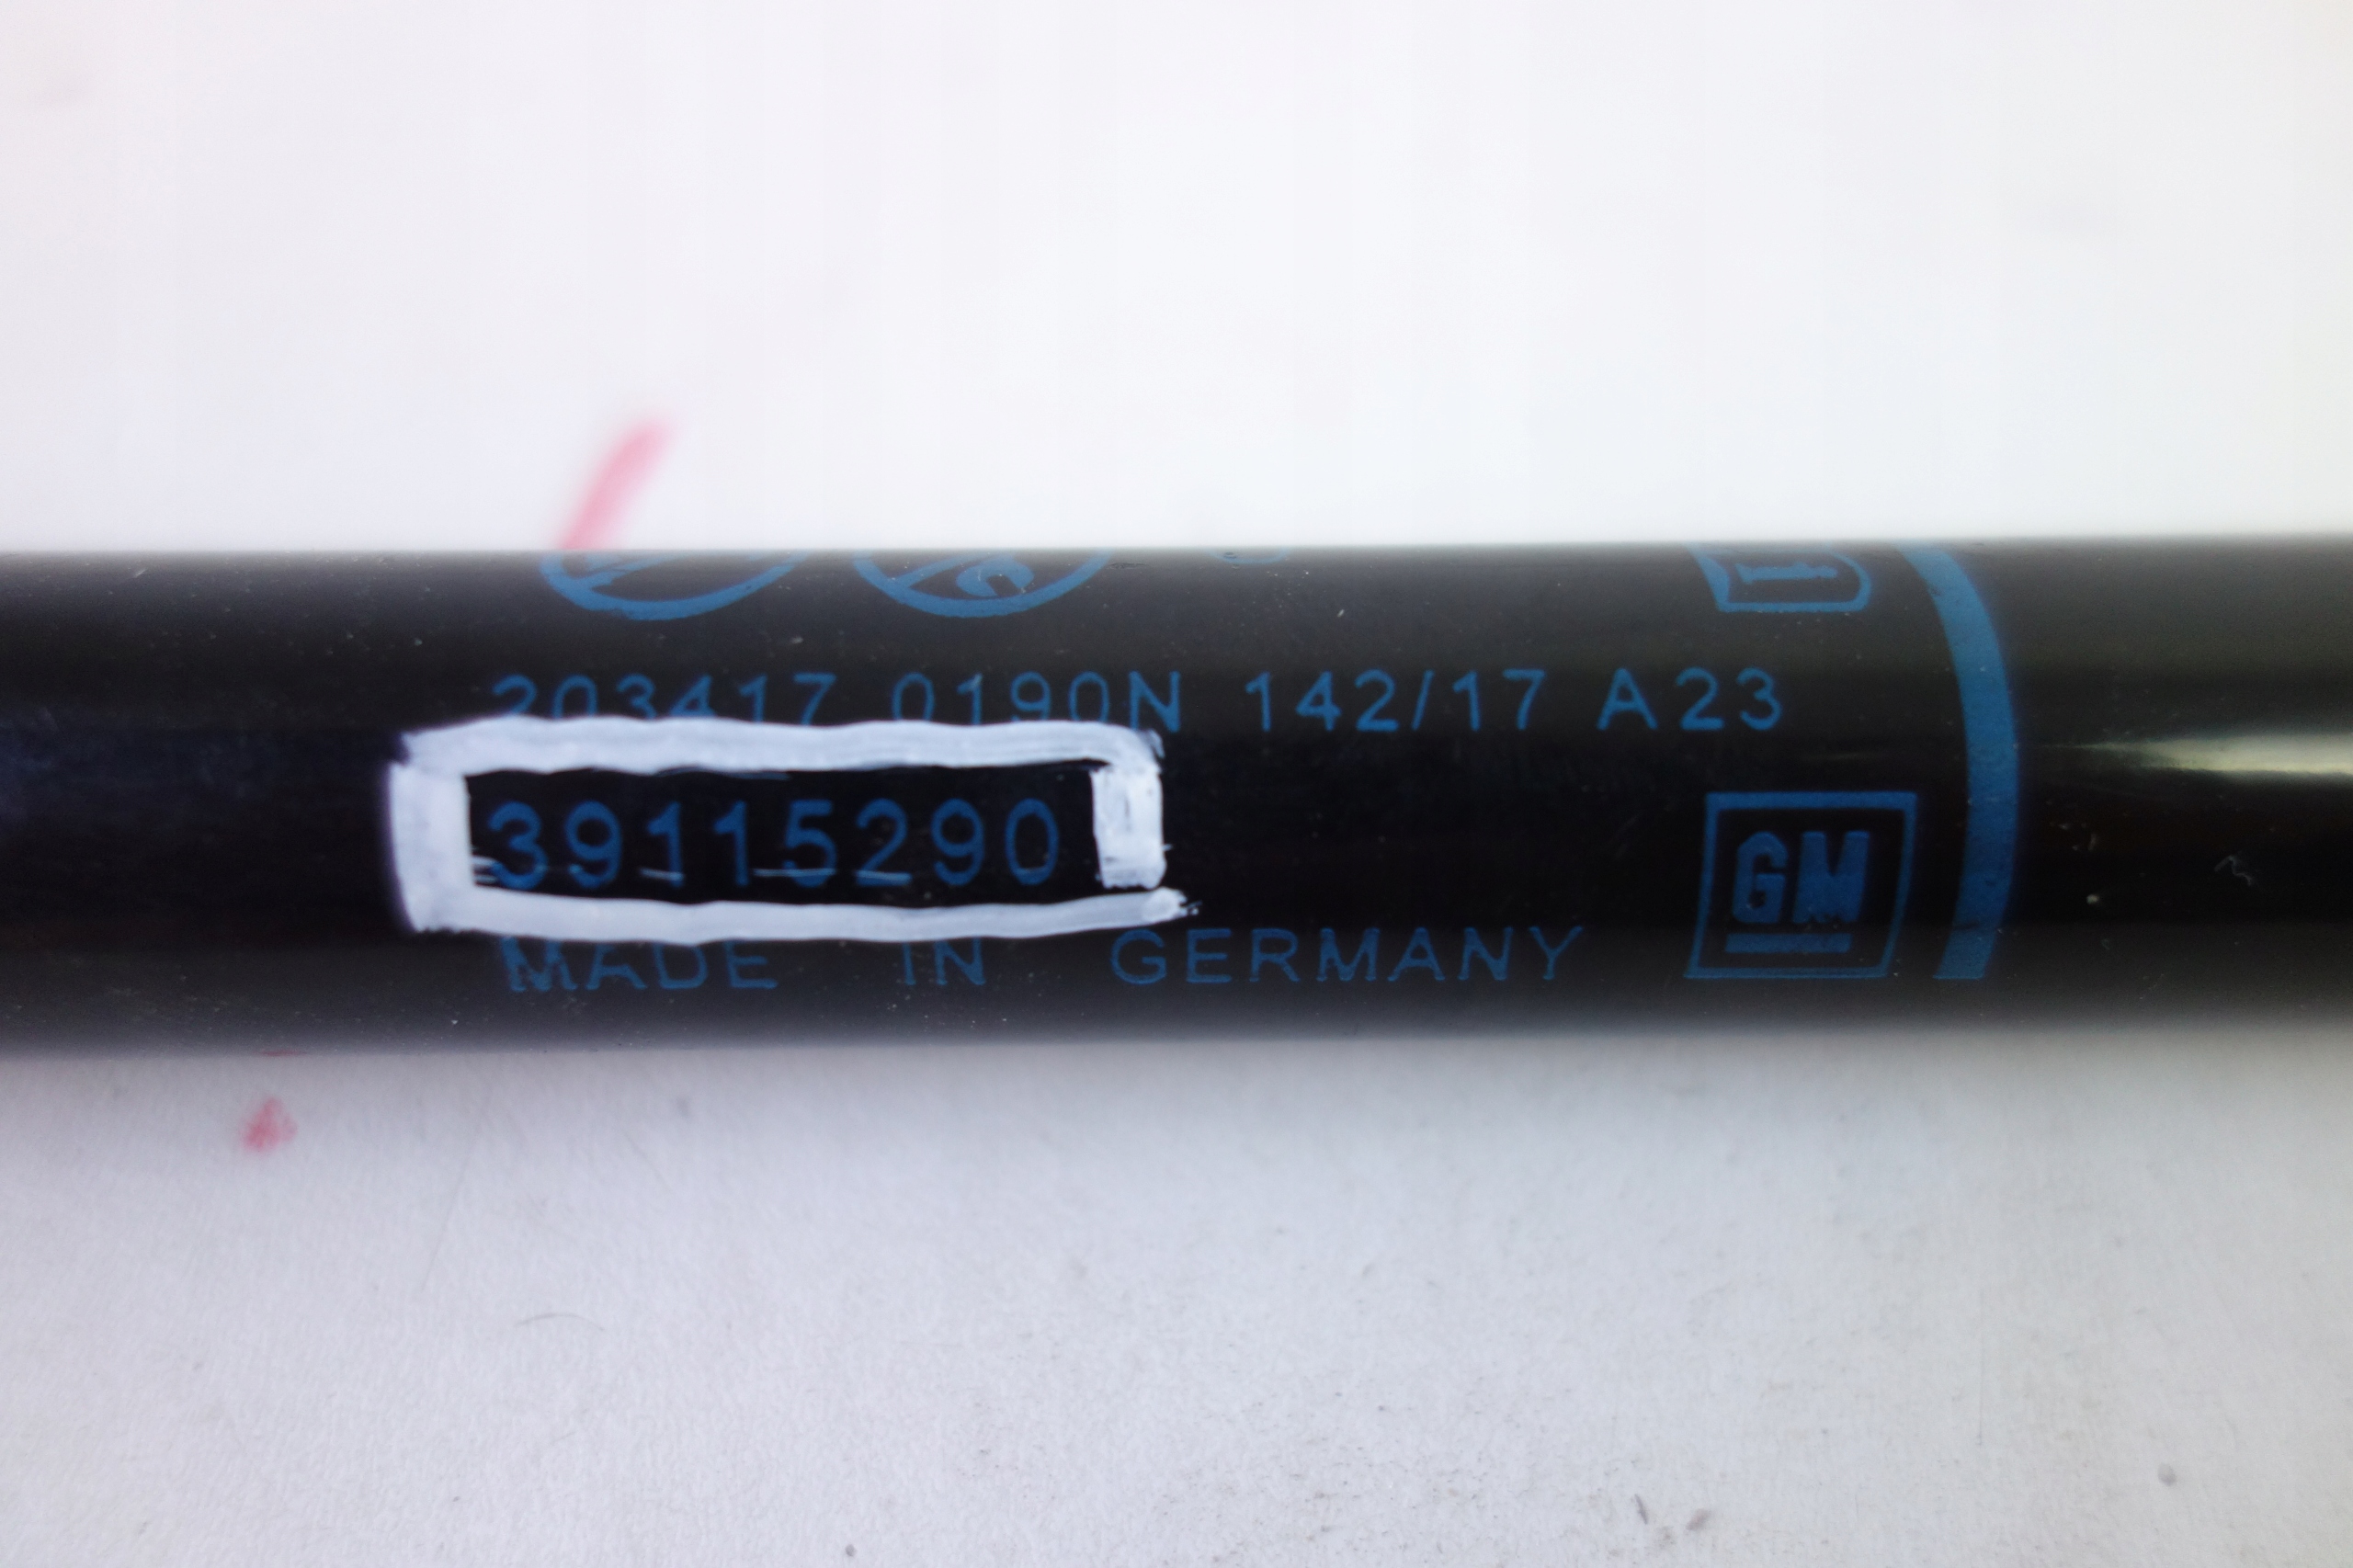 203417 0190N 142/17 A23
39115290
GM
MADE IN GERMANY